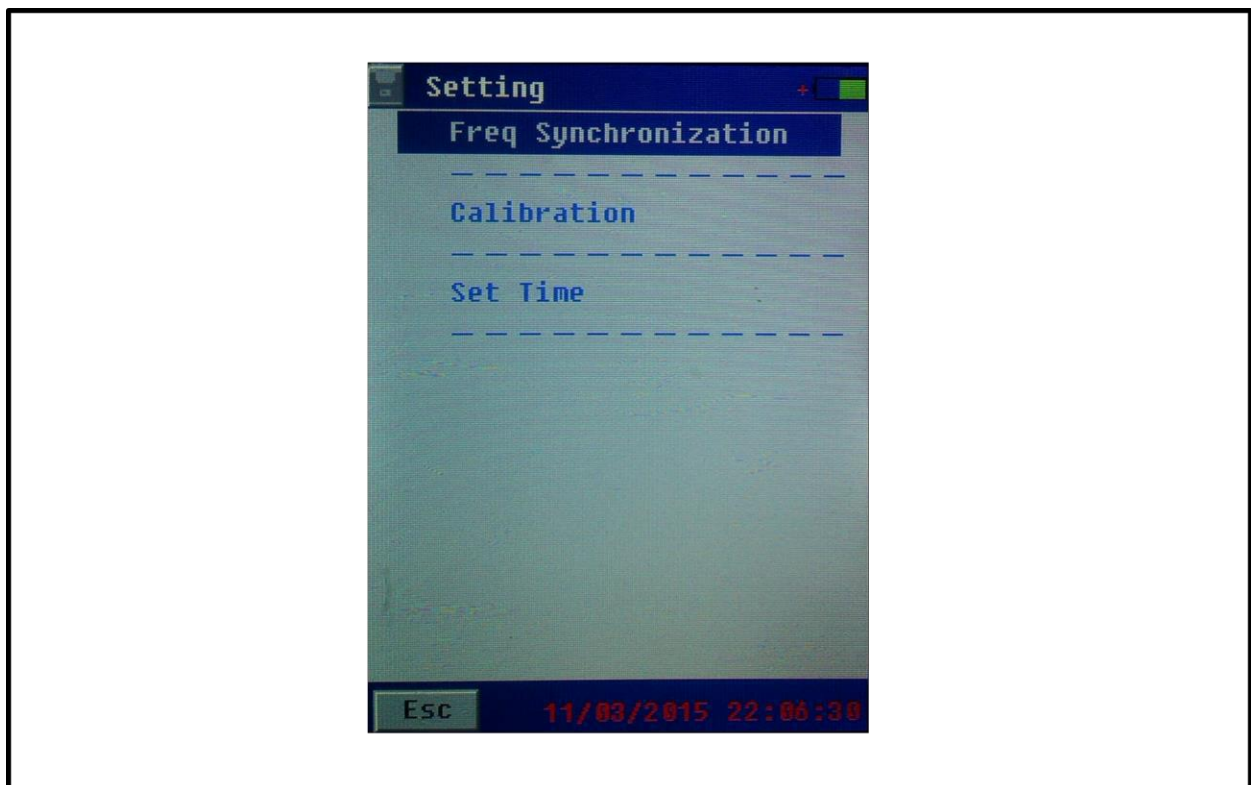 Setting
Freq Synchronization
Calibration
Set Time
Esc 11/03/2015 22:06:30